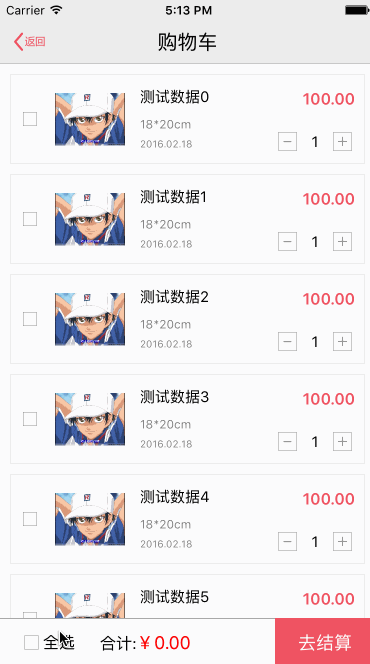 Carrier 5:13 PM
返回 购物车
测试数据0 100.00
18*20cm
2016.02.18 − 1 +
测试数据1 100.00
18*20cm
2016.02.18 − 1 +
测试数据2 100.00
18*20cm
2016.02.18 − 1 +
测试数据3 100.00
18*20cm
2016.02.18 − 1 +
测试数据4 100.00
18*20cm
2016.02.18 − 1 +
测试数据5 100.00
全选 合计: ¥ 0.00 去结算